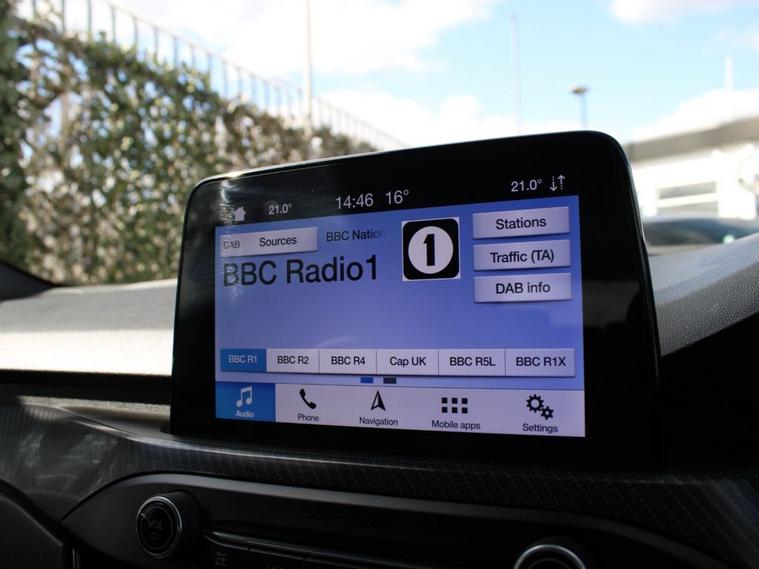 21.0° 14:46 16° 21.0°
DAB Sources BBC Nation
1
Stations
BBC Radio1
Traffic (TA)
DAB info
BBC R1 BBC R2 BBC R4 Cap UK BBC R5L BBC R1X
Audio Phone Navigation Mobile apps Settings
VOL